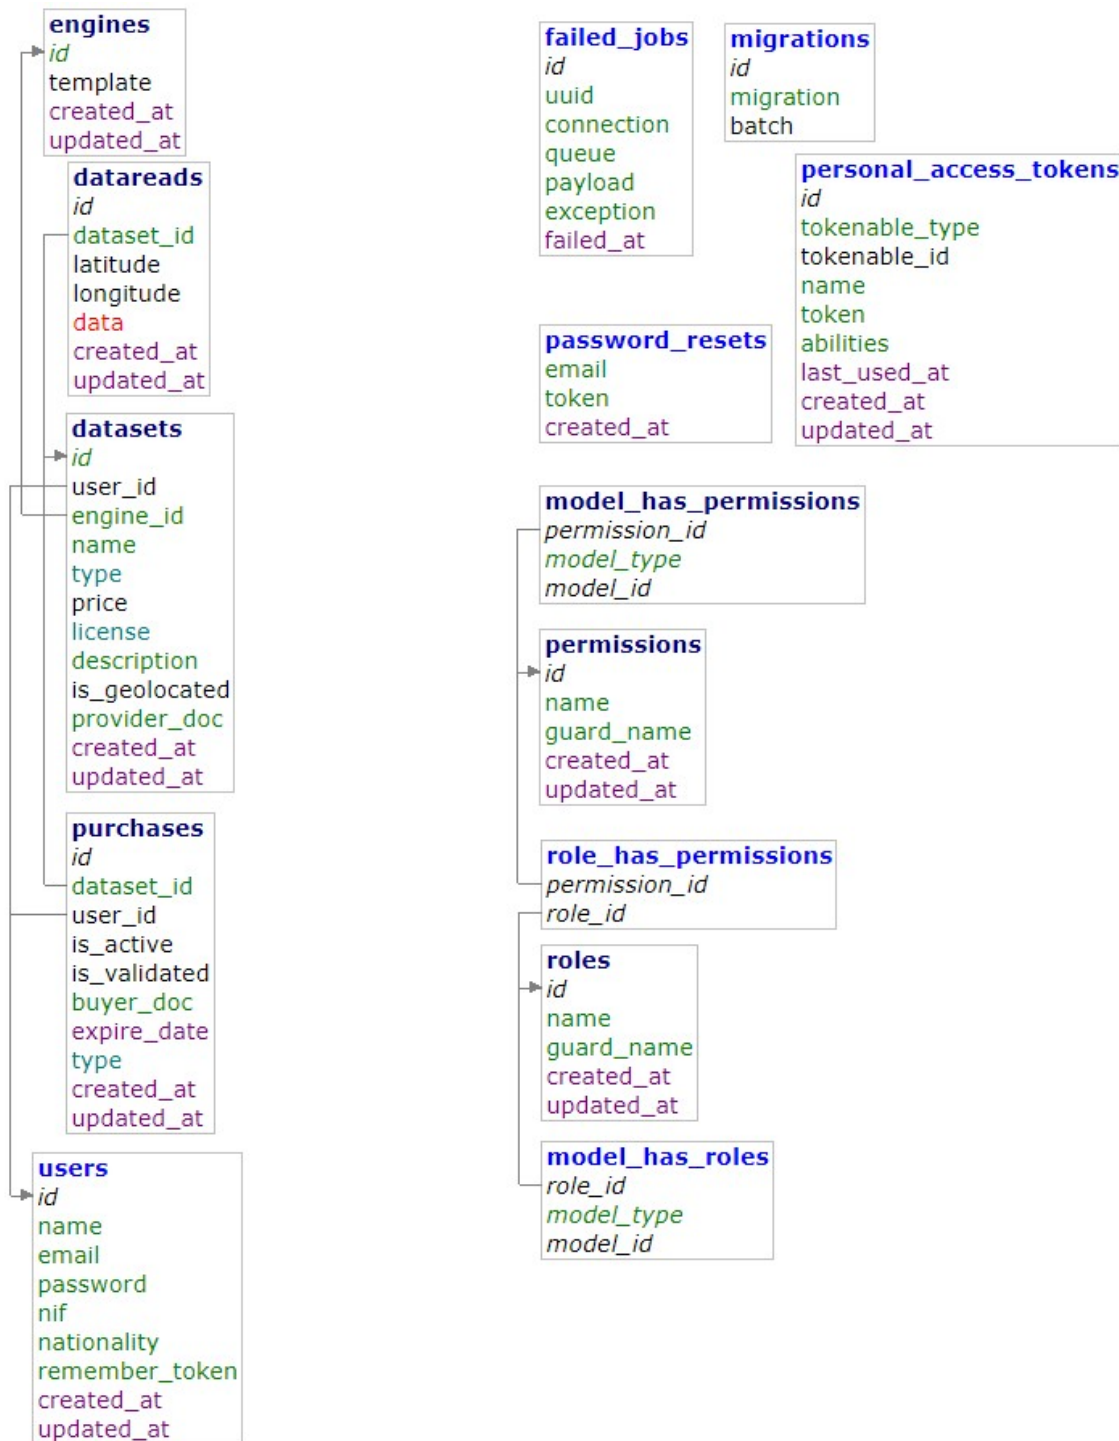 engines
id
template
created_at
updated_at
datareads
id
dataset_id
latitude
longitude
data
created_at
updated_at
datasets
id
user_id
engine_id
name
type
price
license
description
is_geolocated
provider_doc
created_at
updated_at
purchases
id
dataset_id
user_id
is_active
is_validated
buyer_doc
expire_date
type
created_at
updated_at
users
id
name
email
password
nif
nationality
remember_token
created_at
updated_at
failed_jobs
id
uuid
connection
queue
payload
exception
failed_at
migrations
id
migration
batch
personal_access_tokens
id
tokenable_type
tokenable_id
name
token
abilities
last_used_at
created_at
updated_at
password_resets
email
token
created_at
model_has_permissions
permission_id
model_type
model_id
permissions
id
name
guard_name
created_at
updated_at
role_has_permissions
permission_id
role_id
roles
id
name
guard_name
created_at
updated_at
model_has_roles
role_id
model_type
model_id